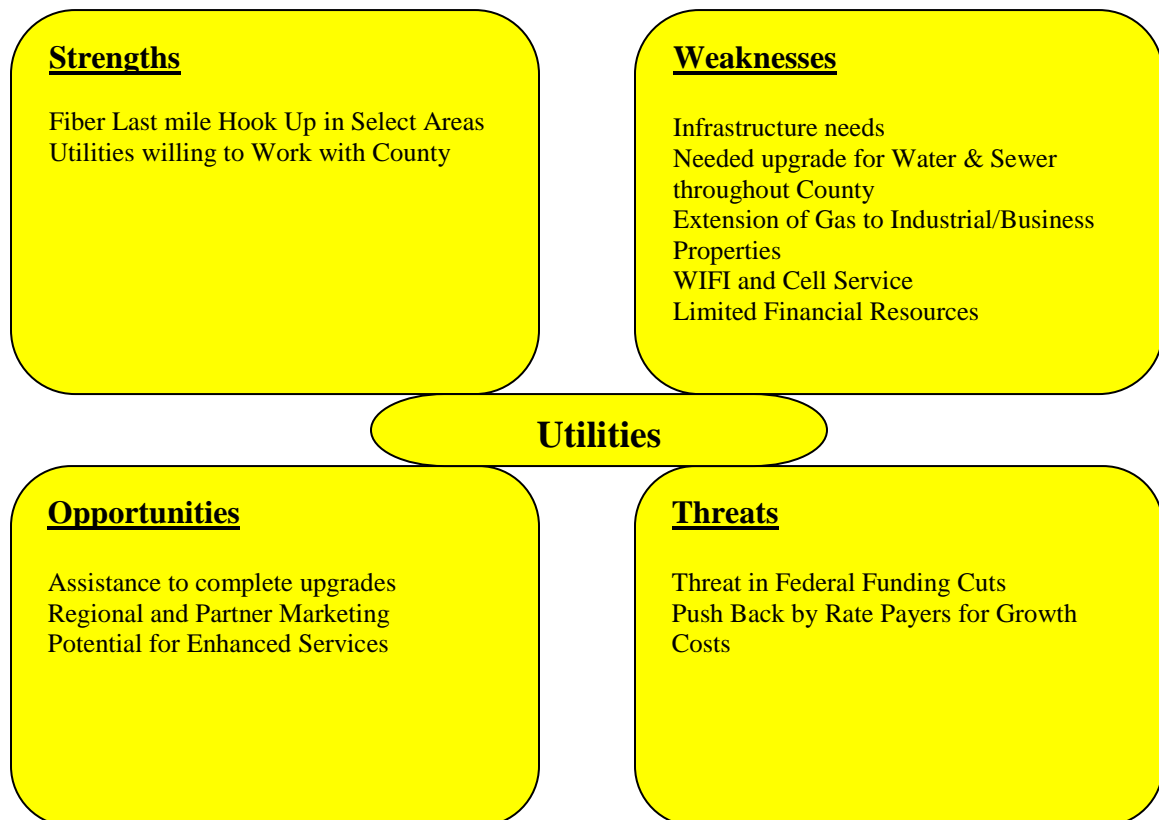 Strengths
Fiber Last mile Hook Up in Select Areas
Utilities willing to Work with County
Weaknesses
Infrastructure needs
Needed upgrade for Water & Sewer
throughout County
Extension of Gas to Industrial/Business
Properties
WIFI and Cell Service
Limited Financial Resources
Utilities
Opportunities
Assistance to complete upgrades
Regional and Partner Marketing
Potential for Enhanced Services
Threats
Threat in Federal Funding Cuts
Push Back by Rate Payers for Growth
Costs